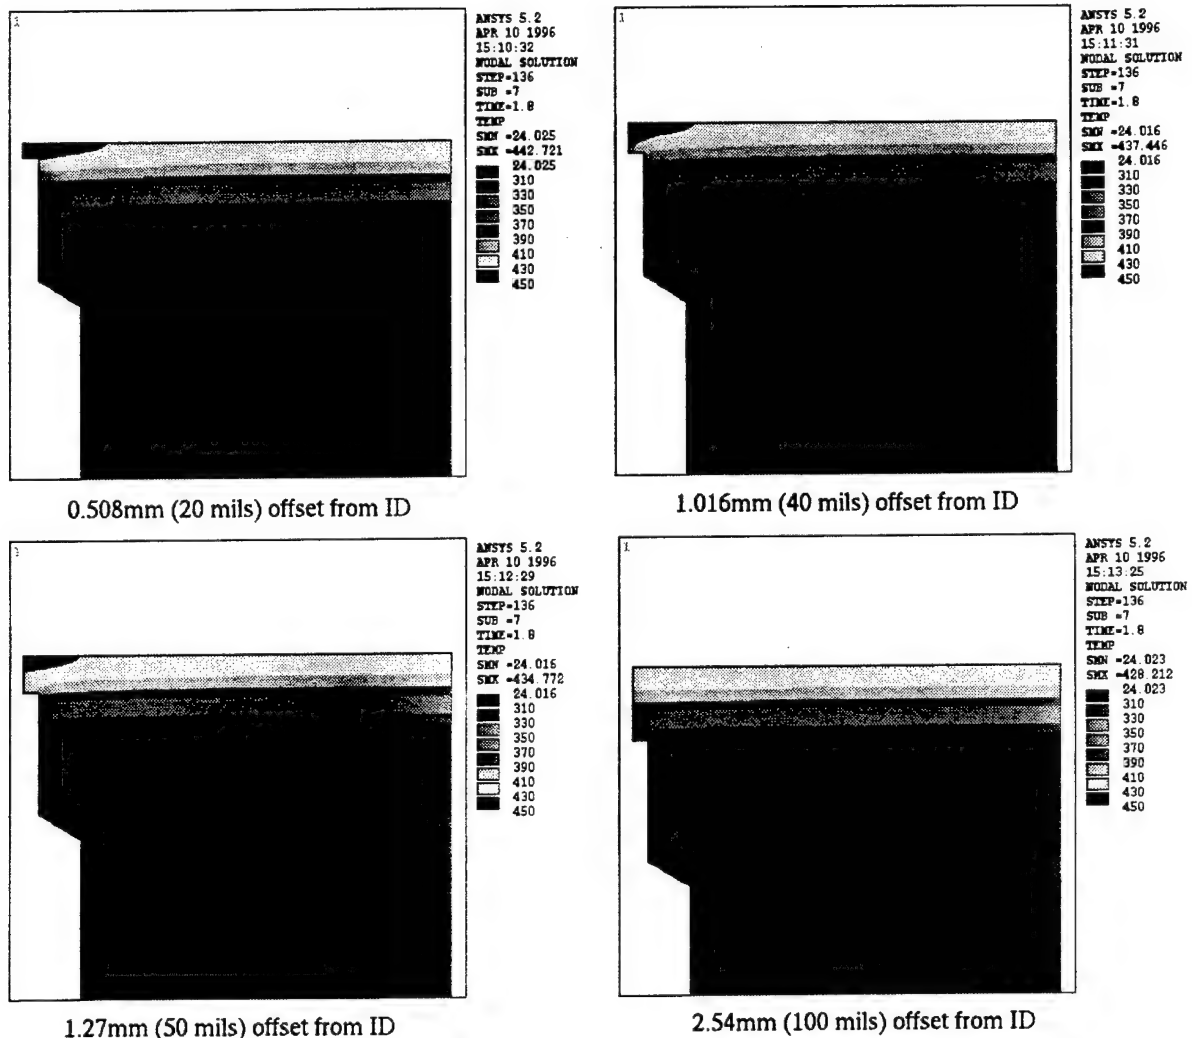 1
ANSYS 5.2
APR 10 1996
15:10:32
NODAL SOLUTION
STEP=136
SUB =7
TIME=1.8
TEMP
SMN =24.025
SMX =442.721
24.025
310
330
350
370
390
410
430
450
0.508mm (20 mils) offset from ID
1
ANSYS 5.2
APR 10 1996
15:11:31
NODAL SOLUTION
STEP=136
SUB =7
TIME=1.8
TEMP
SMN =24.016
SMX =437.446
24.016
310
330
350
370
390
410
430
450
1.016mm (40 mils) offset from ID
1
ANSYS 5.2
APR 10 1996
15:12:29
NODAL SOLUTION
STEP=136
SUB =7
TIME=1.8
TEMP
SMN =24.016
SMX =434.772
24.016
310
330
350
370
390
410
430
450
1.27mm (50 mils) offset from ID
1
ANSYS 5.2
APR 10 1996
15:13:25
NODAL SOLUTION
STEP=136
SUB =7
TIME=1.8
TEMP
SMN =24.023
SMX =428.212
24.023
310
330
350
370
390
410
430
450
2.54mm (100 mils) offset from ID